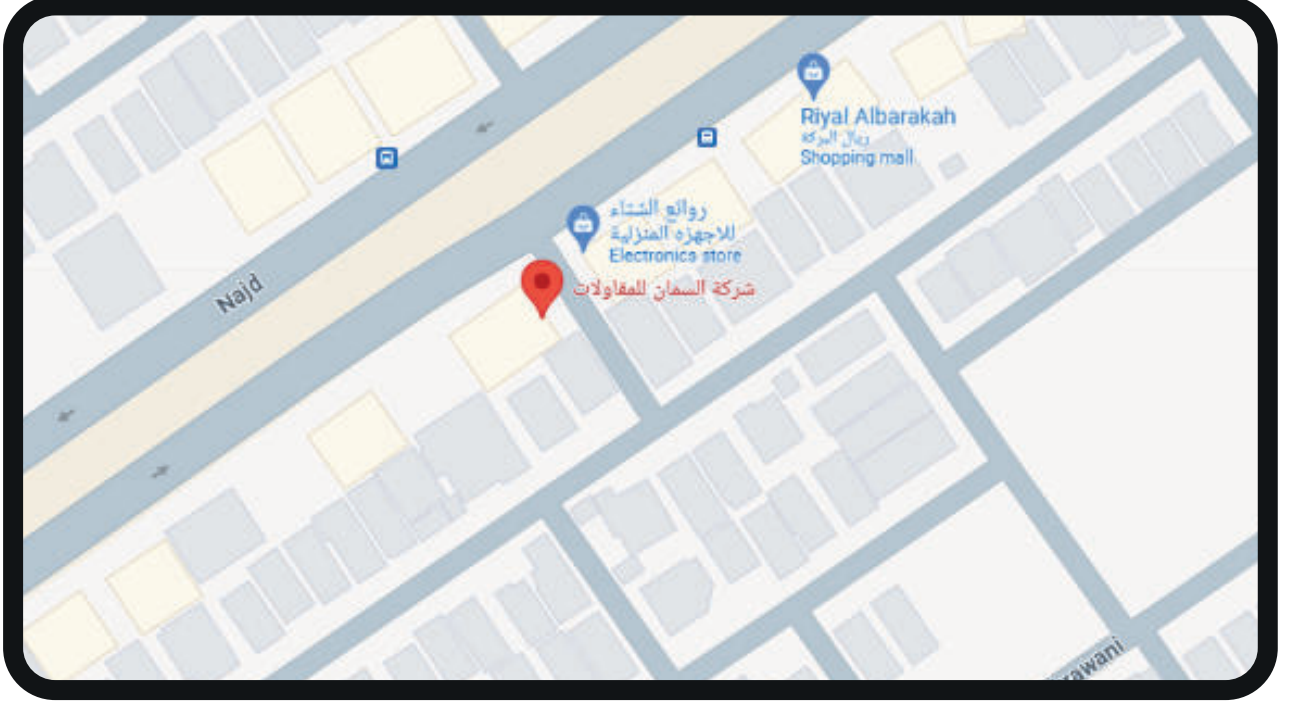 Riyal Albarakah
ريال البركة
Shopping mall
روائع الشتاء
للاجهزه المنزلية
Electronics store
شركة السمان للمقاولات
Najd